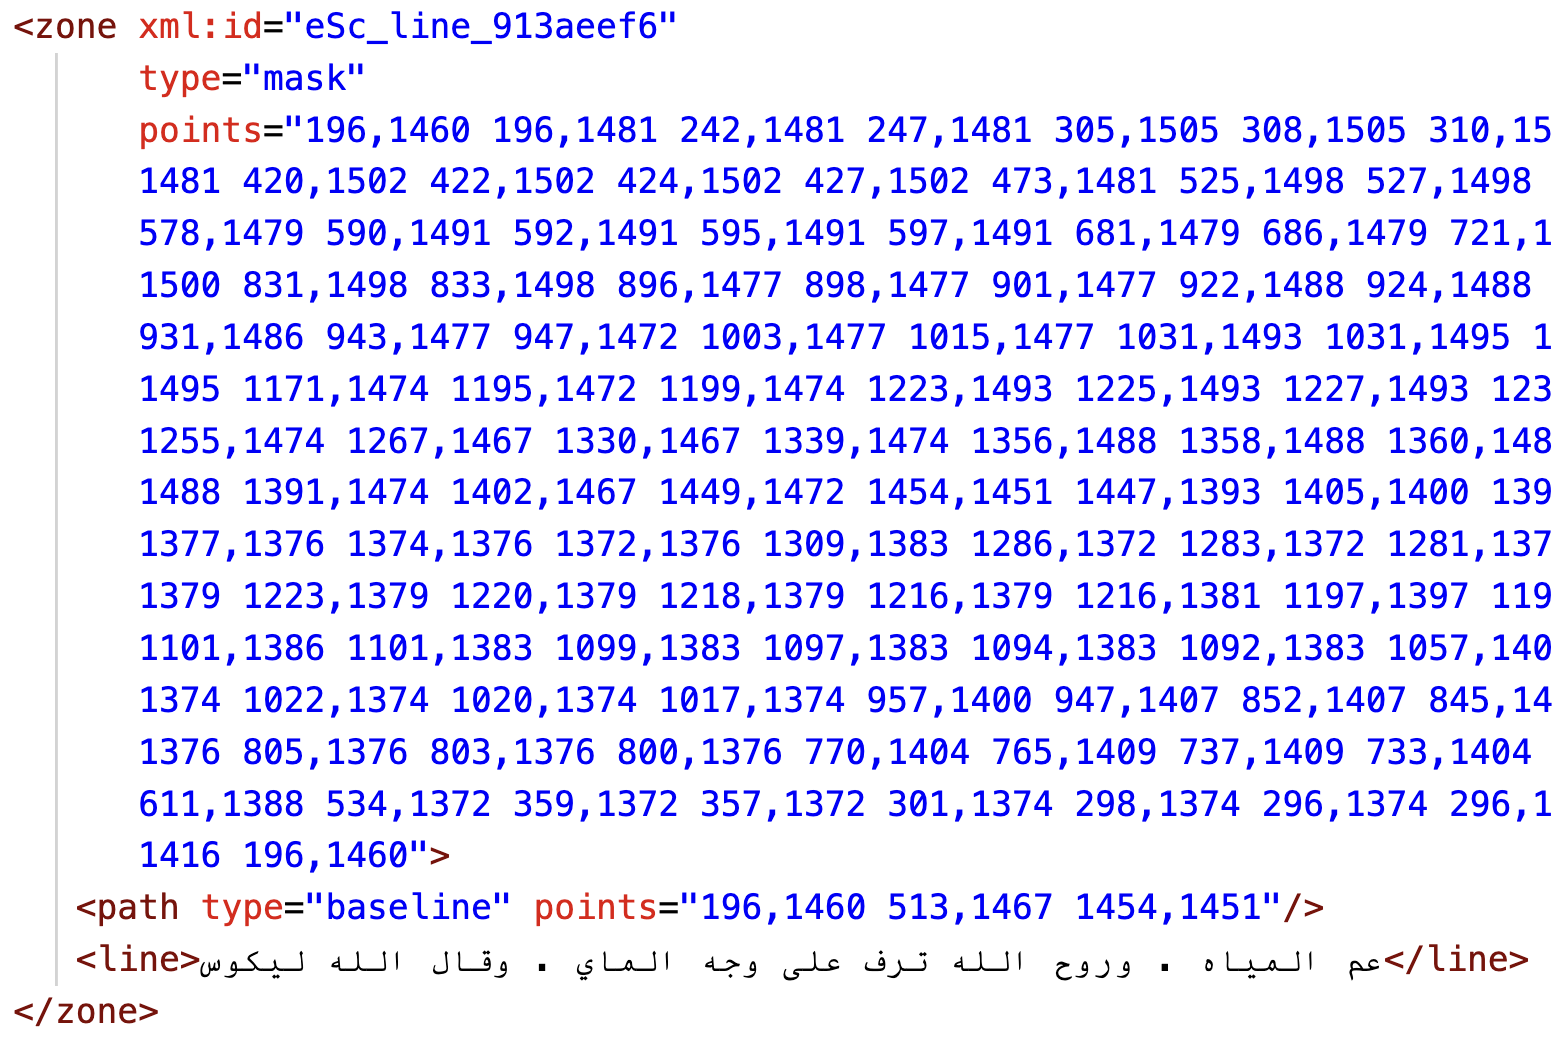 <zone xml:id="eSc_line_913aeef6"
type="mask"
points="196,1460 196,1481 242,1481 247,1481 305,1505 308,1505 310,15
1481 420,1502 422,1502 424,1502 427,1502 473,1481 525,1498 527,1498
578,1479 590,1491 592,1491 595,1491 597,1491 681,1479 686,1479 721,1
1500 831,1498 833,1498 896,1477 898,1477 901,1477 922,1488 924,1488
931,1486 943,1477 947,1472 1003,1477 1015,1477 1031,1493 1031,1495 1
1495 1171,1474 1195,1472 1199,1474 1223,1493 1225,1493 1227,1493 123
1255,1474 1267,1467 1330,1467 1339,1474 1356,1488 1358,1488 1360,148
1488 1391,1474 1402,1467 1449,1472 1454,1451 1447,1393 1405,1400 139
1377,1376 1374,1376 1372,1376 1309,1383 1286,1372 1283,1372 1281,137
1379 1223,1379 1220,1379 1218,1379 1216,1379 1216,1381 1197,1397 119
1101,1386 1101,1383 1099,1383 1097,1383 1094,1383 1092,1383 1057,140
1374 1022,1374 1020,1374 1017,1374 957,1400 947,1407 852,1407 845,14
1376 805,1376 803,1376 800,1376 770,1404 765,1409 737,1409 733,1404
611,1388 534,1372 359,1372 357,1372 301,1374 298,1374 296,1374 296,1
1416 196,1460">
<path type="baseline" points="196,1460 513,1467 1454,1451"/>
<line>عم المياه . وروح الله ترف على وجه الماي . وقال الله ليكوس</line>
</zone>